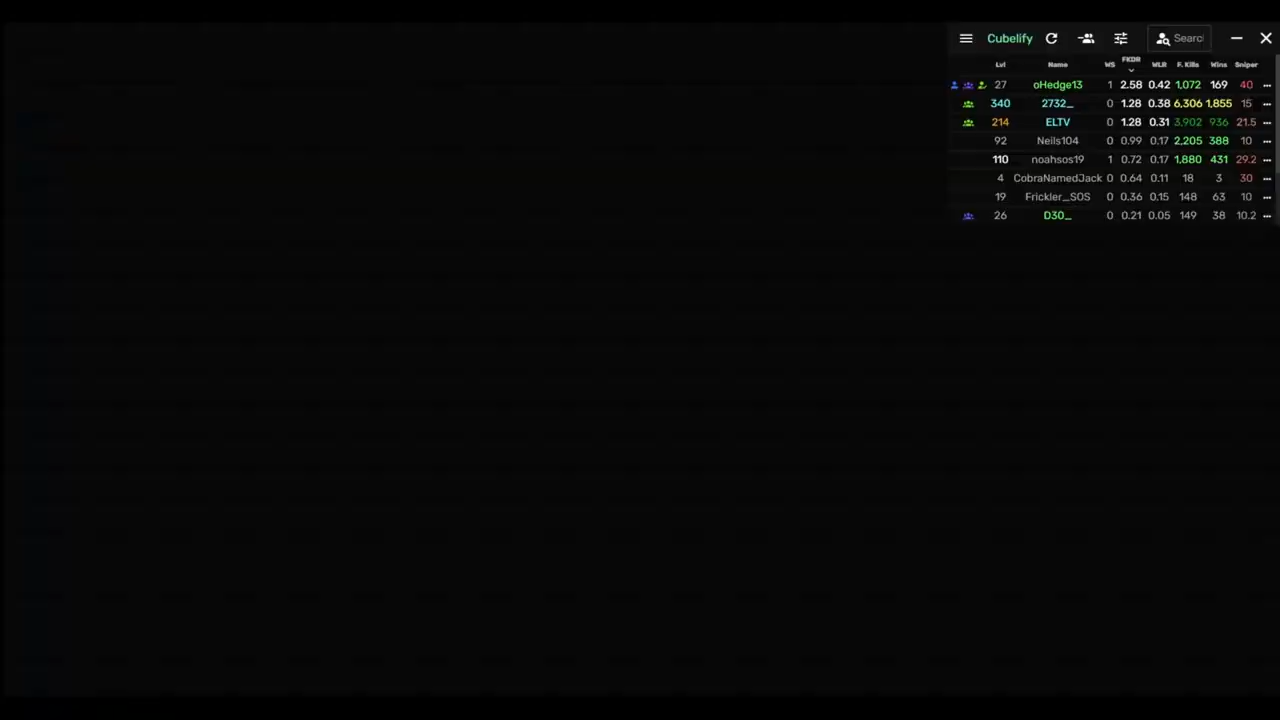 Cubelify Searc
Lvl Name WS FKDR WLR F. Kills Wins Sniper
27 oHedge13 1 2.58 0.42 1,072 169 40
340 2732_ 0 1.28 0.38 6,306 1,855 15
214 ELTV 0 1.28 0.31 3,902 936 21.5
92 Neils104 0 0.99 0.17 2,205 388 10
110 noahsos19 1 0.72 0.17 1,880 431 29.2
4 CobraNamedJack 0 0.64 0.11 18 3 30
19 Frickler_SOS 0 0.36 0.15 148 63 10
26 D30_ 0 0.21 0.05 149 38 10.2